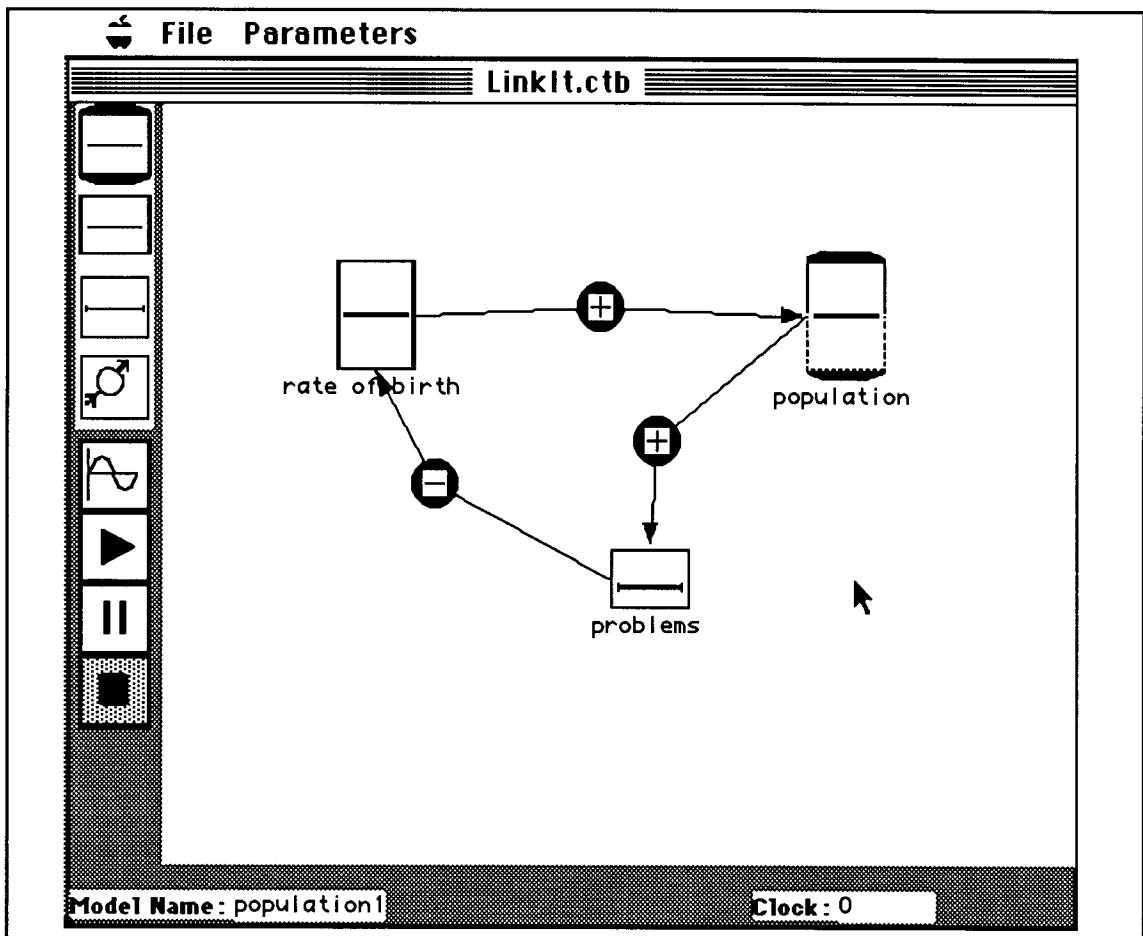 File Parameters
LinkIt.ctb
rate of birth
population
problems
Model Name: population1
Clock: 0